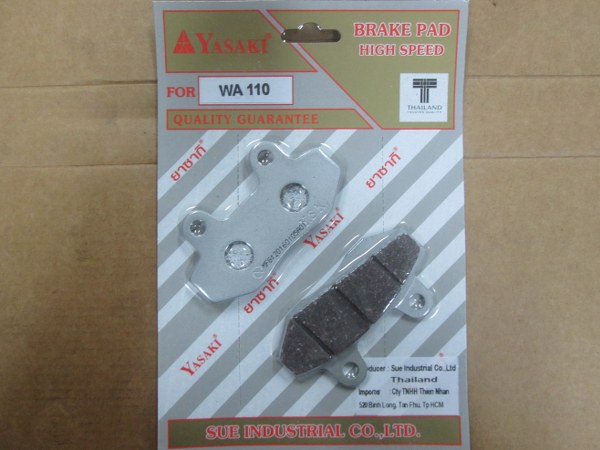 YASAKI®
BRAKE PAD
HIGH SPEED
FOR
WA 110
THAILAND
QUALITY GUARANTEE
ยาซากิ®
YASAKI®
ยาซากิ®
YASAKI®
YASAKI®
Producer : Sue Industrial Co.,Ltd
Thailand
Importer : Cty TNHH Thien Nhan
520 Binh Long, Tan Phu, Tp HCM
SUE INDUSTRIAL CO.,LTD.